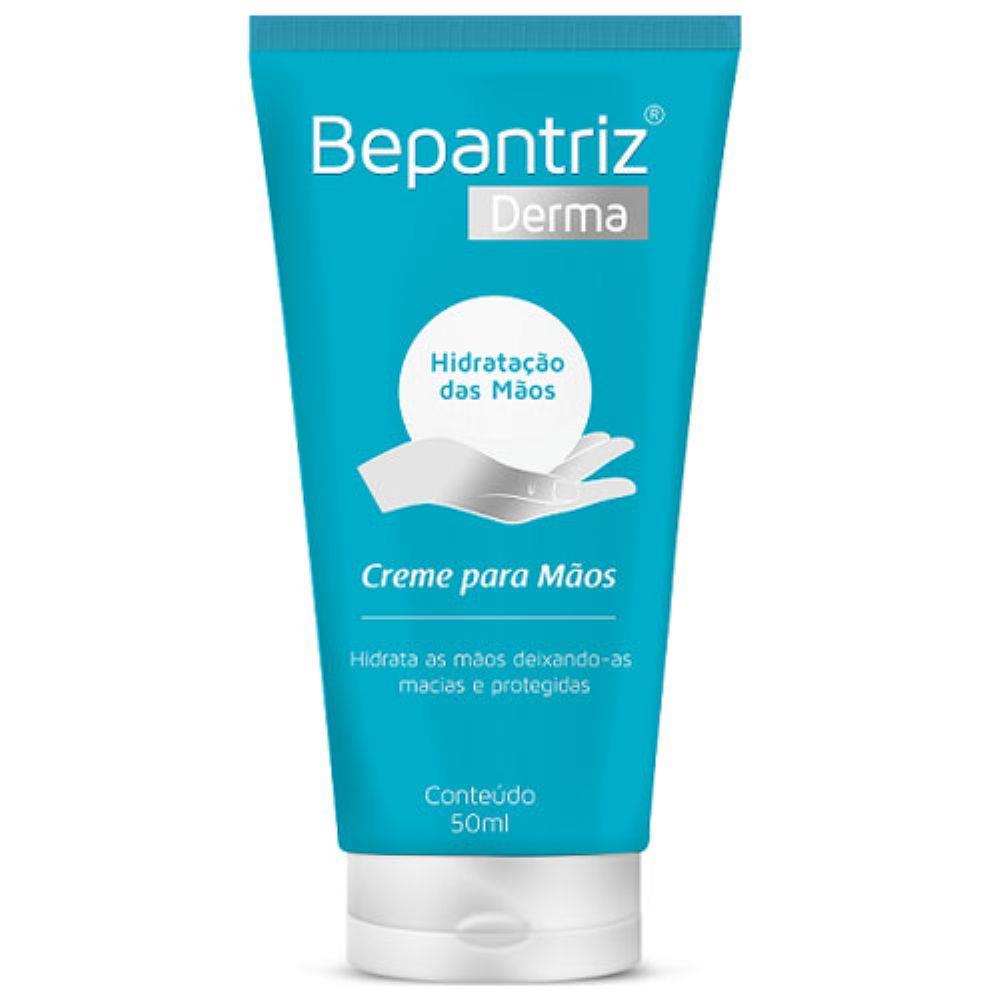 Bepantriz®
Derma
Hidratação
das Mãos
Creme para Mãos
Hidrata as mãos deixando-as
macias e protegidas
Conteúdo
50ml